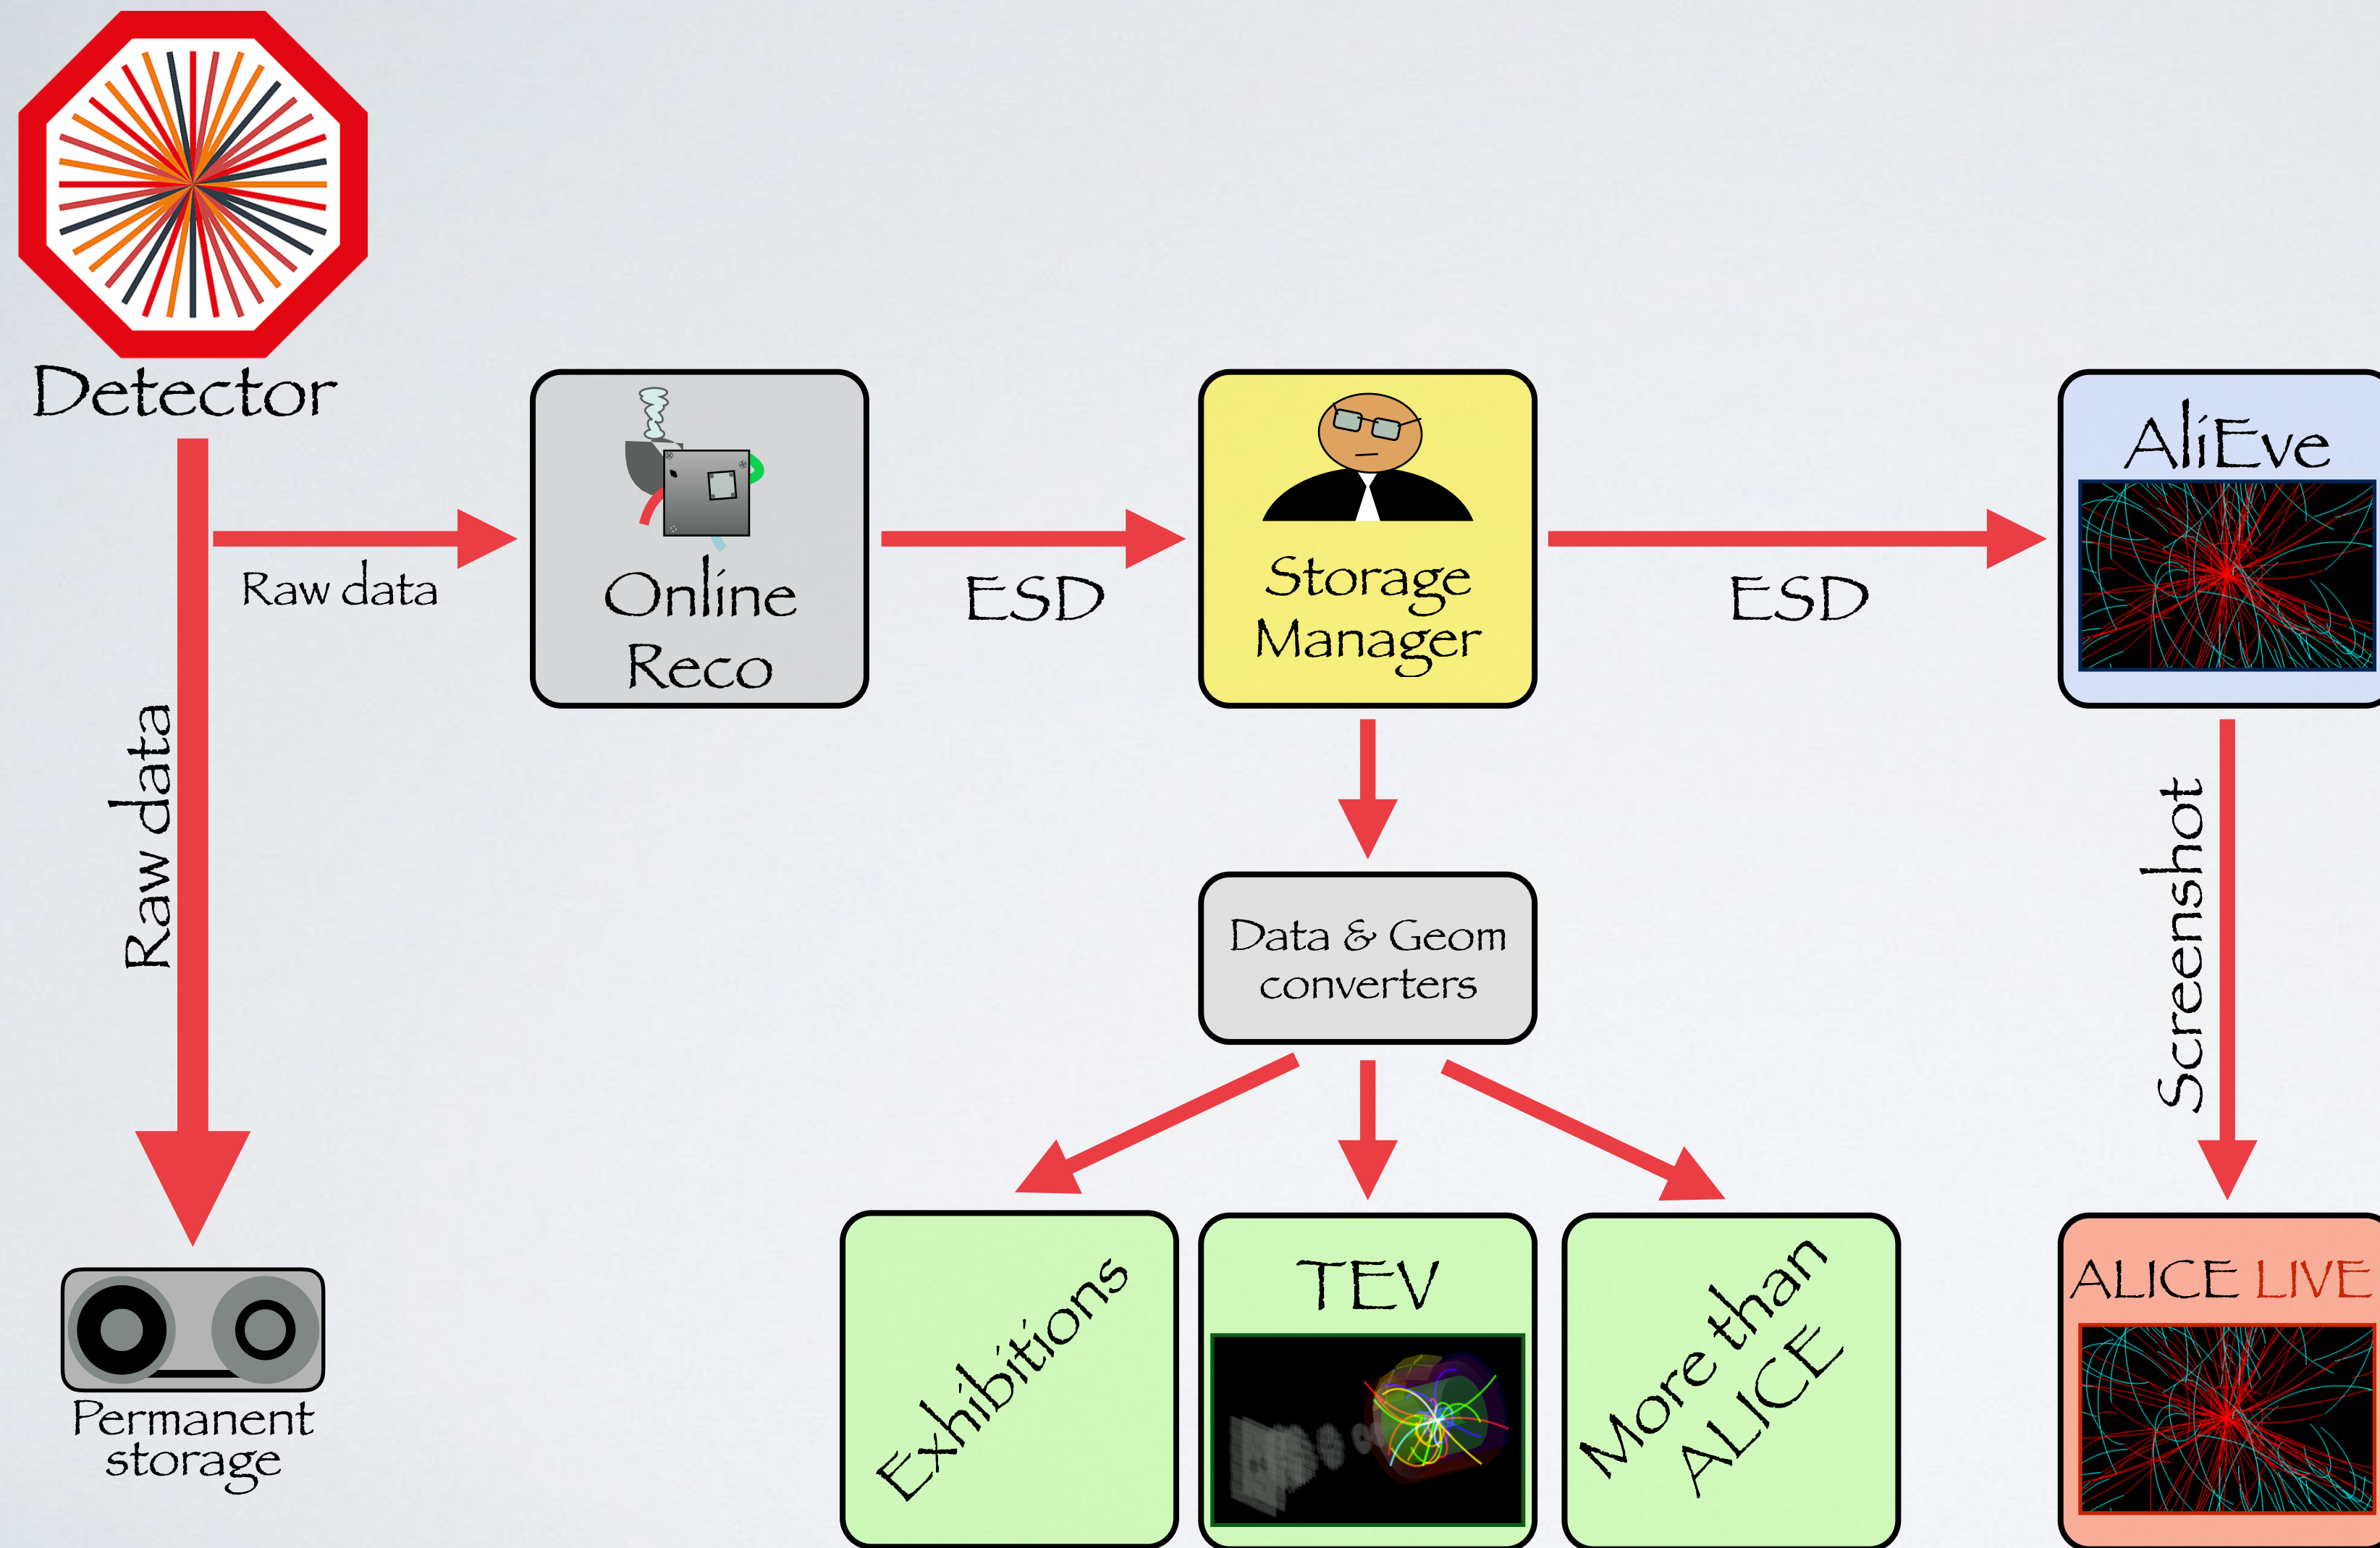 Detector
Raw data
Raw data
Online
Reco
ESD
Storage
Manager
ESD
AliEve
Screenshot
Data & Geom
converters
Permanent
storage
Exhibitions
TEV
More than
ALICE
ALICE LIVE